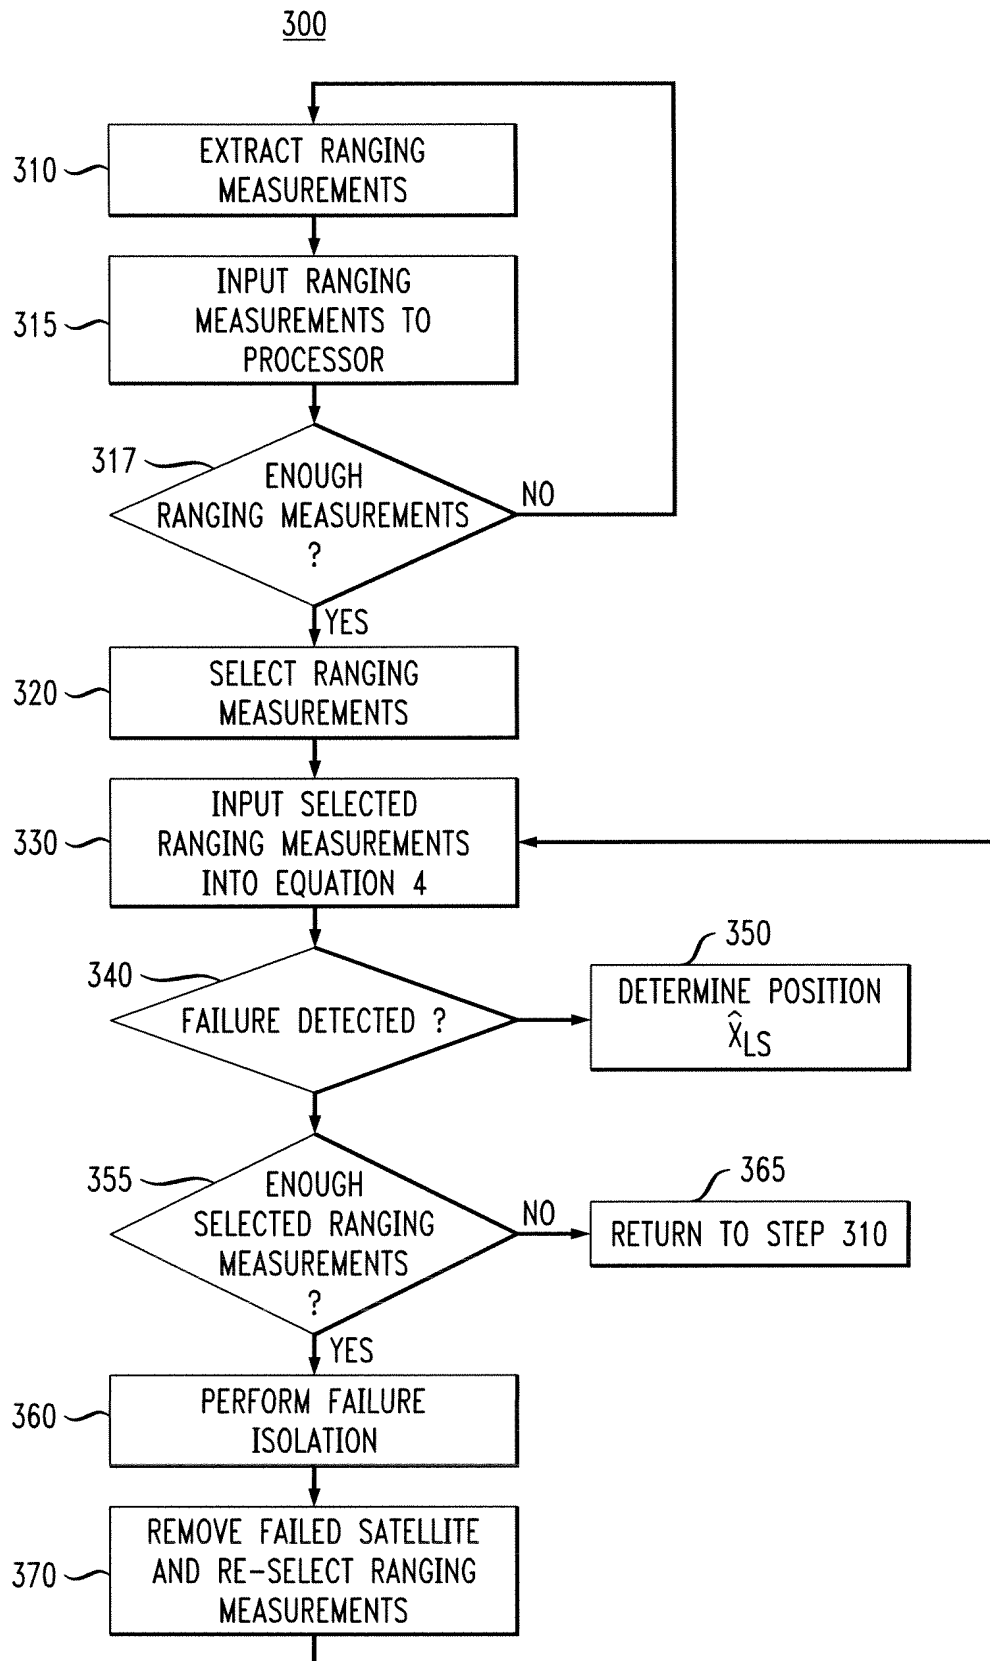 300
310
EXTRACT RANGING
MEASUREMENTS
315
INPUT RANGING
MEASUREMENTS TO
PROCESSOR
317
ENOUGH
RANGING MEASUREMENTS
?
NO
YES
320
SELECT RANGING
MEASUREMENTS
330
INPUT SELECTED
RANGING MEASUREMENTS
INTO EQUATION 4
340
FAILURE DETECTED ?
350
DETERMINE POSITION
X̂LS
355
ENOUGH
SELECTED RANGING
MEASUREMENTS
?
NO
365
RETURN TO STEP 310
YES
360
PERFORM FAILURE
ISOLATION
370
REMOVE FAILED SATELLITE
AND RE-SELECT RANGING
MEASUREMENTS